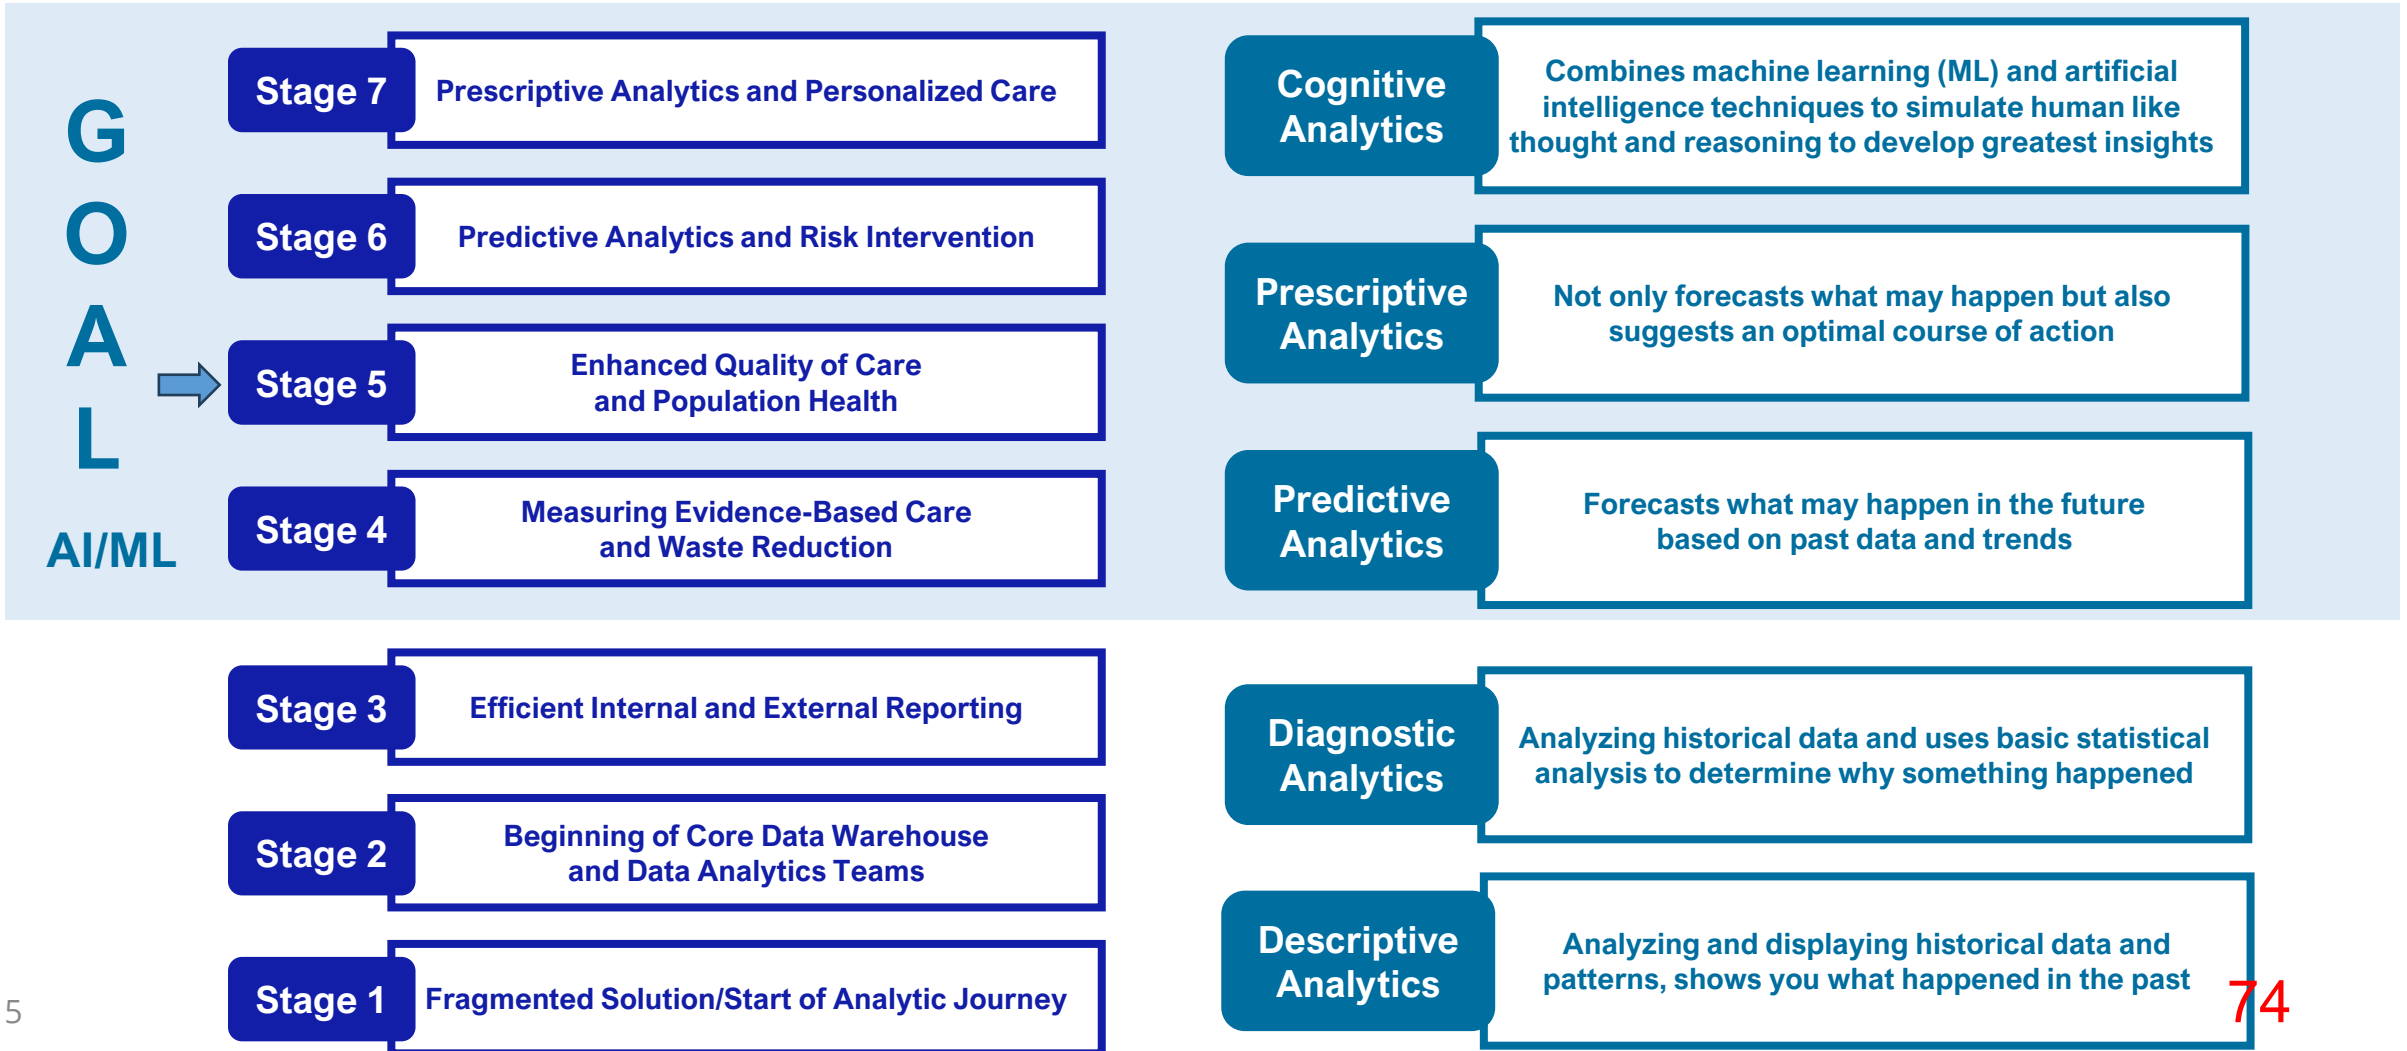 G
O
A
L
AI/ML
Stage 7
Prescriptive Analytics and Personalized Care
Stage 6
Predictive Analytics and Risk Intervention
Stage 5
Enhanced Quality of Care
and Population Health
Stage 4
Measuring Evidence-Based Care
and Waste Reduction
Stage 3
Efficient Internal and External Reporting
Stage 2
Beginning of Core Data Warehouse
and Data Analytics Teams
Stage 1
Fragmented Solution/Start of Analytic Journey
Cognitive
Analytics
Combines machine learning (ML) and artificial
intelligence techniques to simulate human like
thought and reasoning to develop greatest insights
Prescriptive
Analytics
Not only forecasts what may happen but also
suggests an optimal course of action
Predictive
Analytics
Forecasts what may happen in the future
based on past data and trends
Diagnostic
Analytics
Analyzing historical data and uses basic statistical
analysis to determine why something happened
Descriptive
Analytics
Analyzing and displaying historical data and
patterns, shows you what happened in the past
5
74